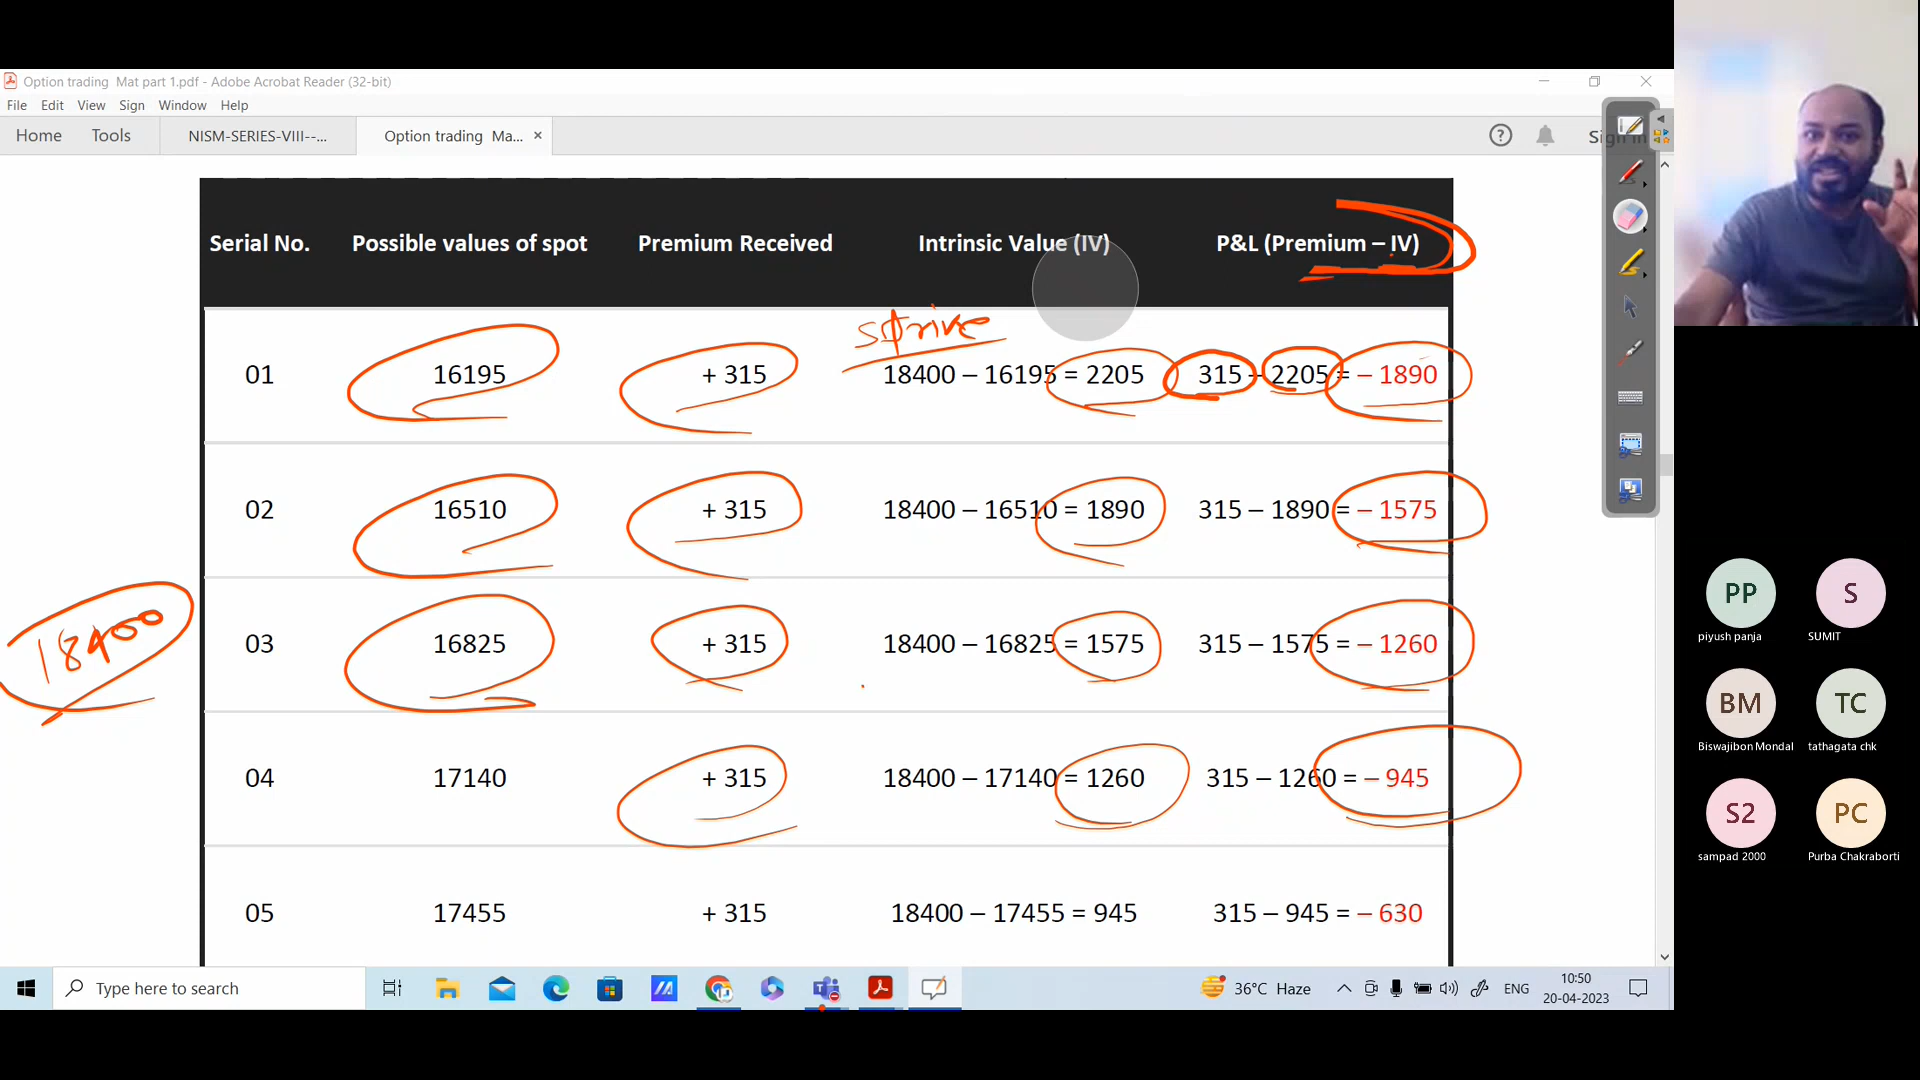 Option trading Mat part 1.pdf - Adobe Acrobat Reader (32-bit)
File Edit View Sign Window Help
Home Tools NISM-SERIES-VIII--... Option trading Ma... × Sign In
Serial No. Possible values of spot Premium Received Intrinsic Value (IV) P&L (Premium – IV)
strike
01 16195 + 315 18400 – 16195 = 2205 315 – 2205 = – 1890
02 16510 + 315 18400 – 16510 = 1890 315 – 1890 = – 1575
03 16825 + 315 18400 – 16825 = 1575 315 – 1575 = – 1260
18400
04 17140 + 315 18400 – 17140 = 1260 315 – 1260 = – 945
05 17455 + 315 18400 – 17455 = 945 315 – 945 = – 630
PP S
piyush panja SUMIT
BM TC
Biswajibon Mondal tathagata chk
S2 PC
sampad 2000 Purba Chakraborti
Type here to search
36°C Haze ENG 10:50
20-04-2023